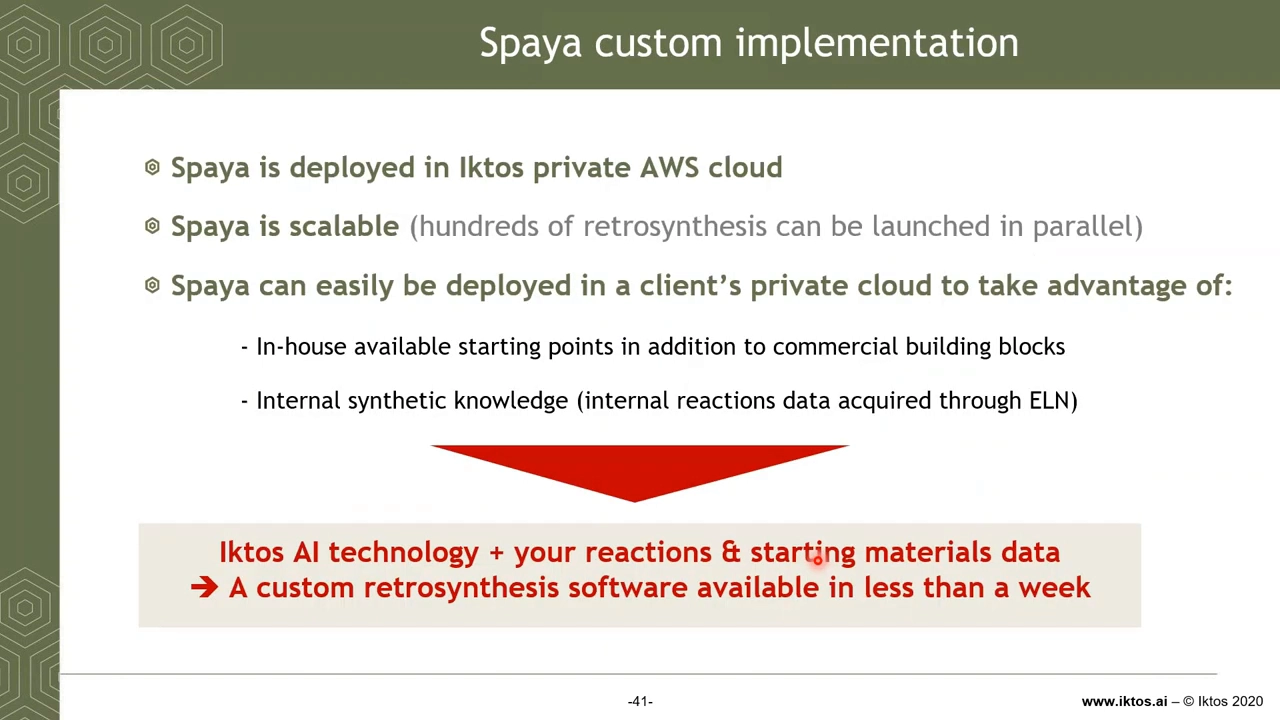 Spaya custom implementation
Spaya is deployed in Iktos private AWS cloud
Spaya is scalable (hundreds of retrosynthesis can be launched in parallel)
Spaya can easily be deployed in a client’s private cloud to take advantage of:
- In-house available starting points in addition to commercial building blocks
- Internal synthetic knowledge (internal reactions data acquired through ELN)
Iktos AI technology + your reactions & starting materials data
➔ A custom retrosynthesis software available in less than a week
-41-
www.iktos.ai – © Iktos 2020